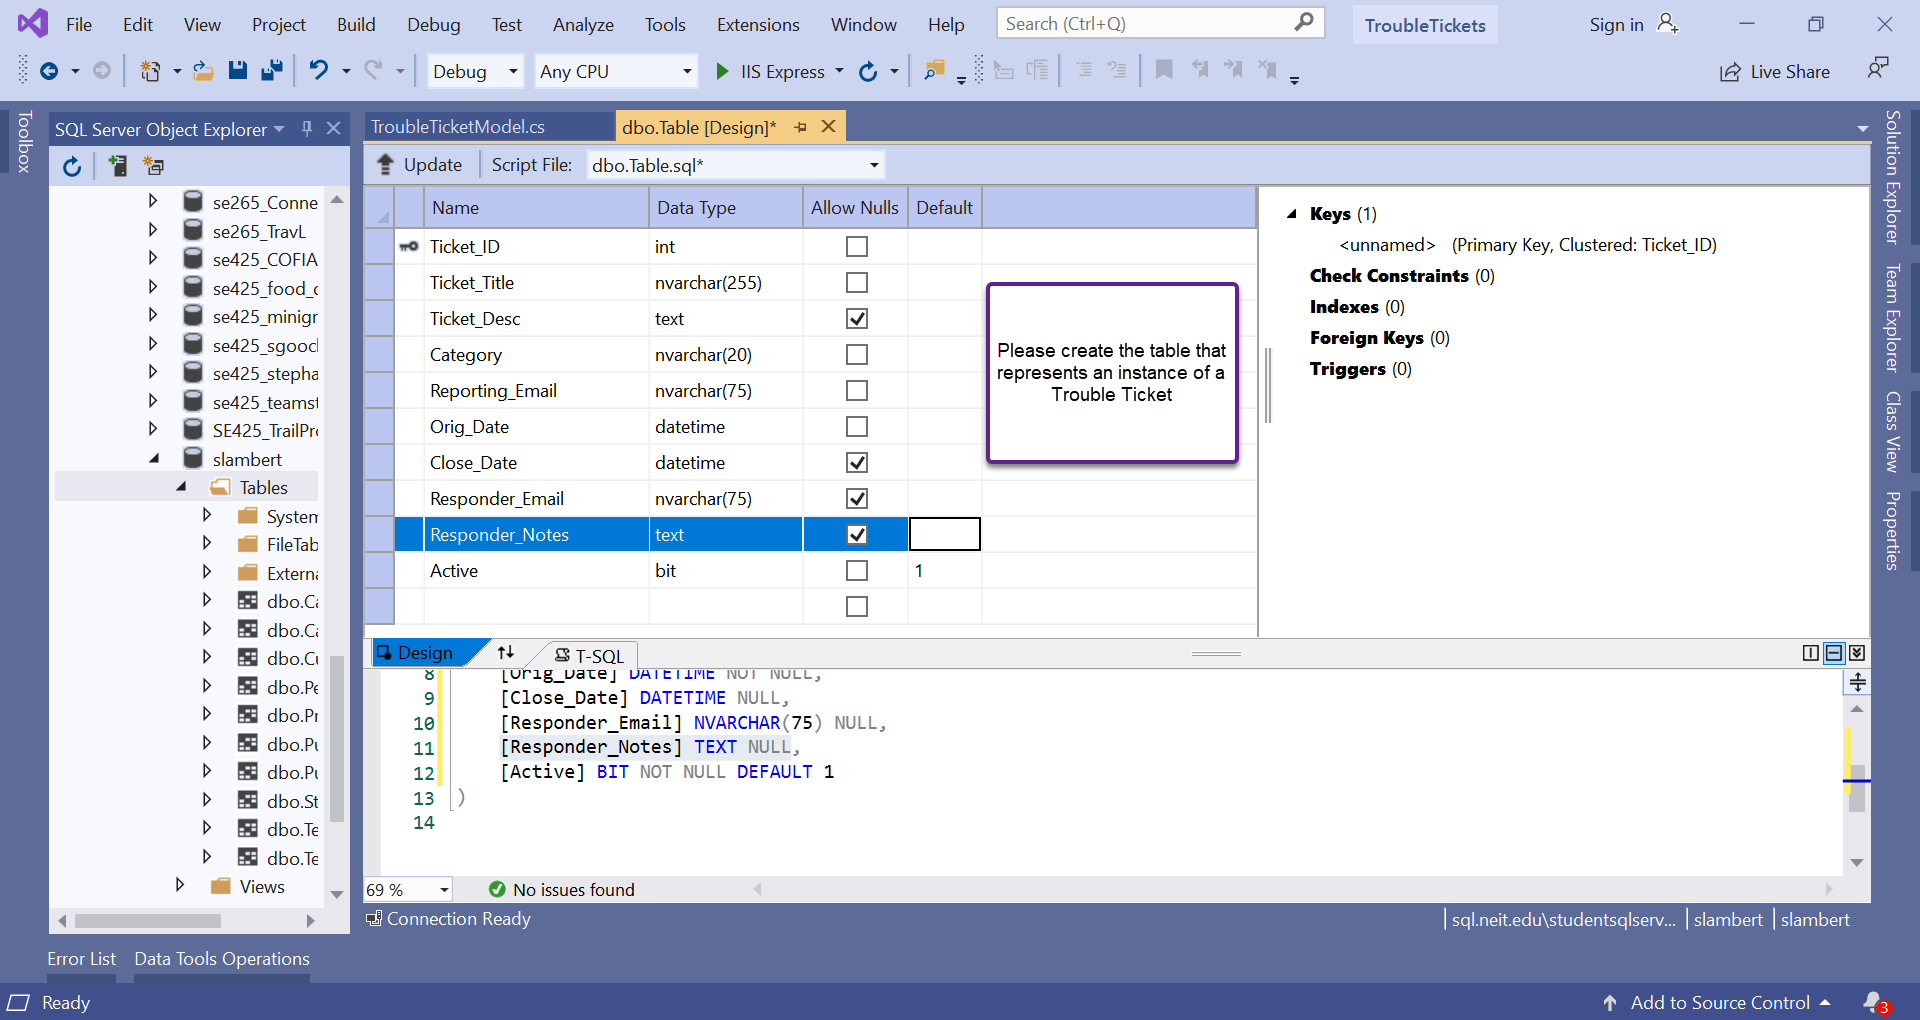 File Edit View Project Build Debug Test Analyze Tools Extensions Window Help Search (Ctrl+Q) TroubleTickets Sign in
Debug Any CPU IIS Express Live Share
Toolbox
SQL Server Object Explorer
se265_Conne
se265_TravL
se425_COFIA
se425_food_c
se425_minigr
se425_sgoocl
se425_stepha
se425_teamst
SE425_TrailPr
slambert
Tables
System
FileTab
Externa
dbo.Ca
dbo.Ca
dbo.Cu
dbo.Pe
dbo.Pr
dbo.Pu
dbo.Pu
dbo.St
dbo.Te
dbo.Te
Views
TroubleTicketModel.cs dbo.Table [Design]*
Update Script File: dbo.Table.sql*
Name Data Type Allow Nulls Default
Ticket_ID int
Ticket_Title nvarchar(255)
Ticket_Desc text
Category nvarchar(20)
Reporting_Email nvarchar(75)
Orig_Date datetime
Close_Date datetime
Responder_Email nvarchar(75)
Responder_Notes text
Active bit 1
Please create the table that
represents an instance of a
Trouble Ticket
Keys (1)
<unnamed> (Primary Key, Clustered: Ticket_ID)
Check Constraints (0)
Indexes (0)
Foreign Keys (0)
Triggers (0)
Design T-SQL
8 [Orig_Date] DATETIME NOT NULL,
9 [Close_Date] DATETIME NULL,
10 [Responder_Email] NVARCHAR(75) NULL,
11 [Responder_Notes] TEXT NULL,
12 [Active] BIT NOT NULL DEFAULT 1
13 )
14
69 % No issues found
Connection Ready sql.neit.edu\studentsqlserv... slambert slambert
Solution Explorer
Team Explorer
Class View
Properties
Error List Data Tools Operations
Ready Add to Source Control 3